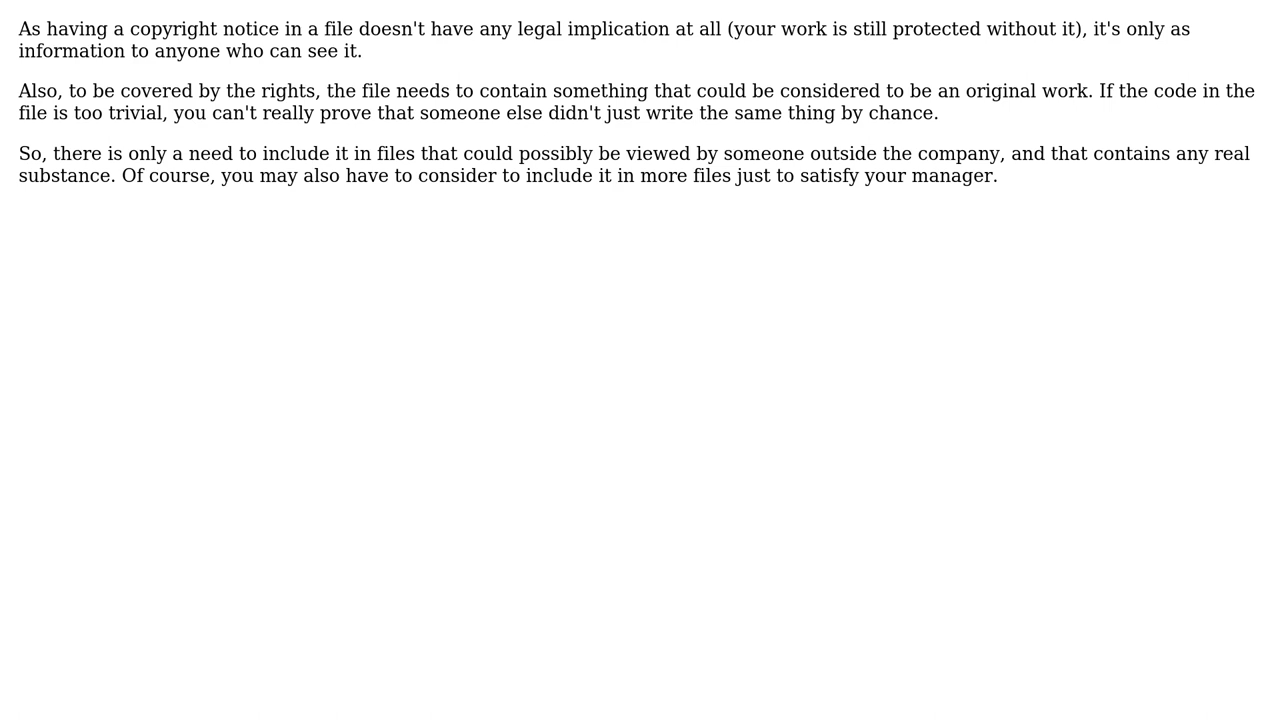 As having a copyright notice in a file doesn't have any legal implication at all (your work is still protected without it), it's only as
information to anyone who can see it.
Also, to be covered by the rights, the file needs to contain something that could be considered to be an original work. If the code in the
file is too trivial, you can't really prove that someone else didn't just write the same thing by chance.
So, there is only a need to include it in files that could possibly be viewed by someone outside the company, and that contains any real
substance. Of course, you may also have to consider to include it in more files just to satisfy your manager.